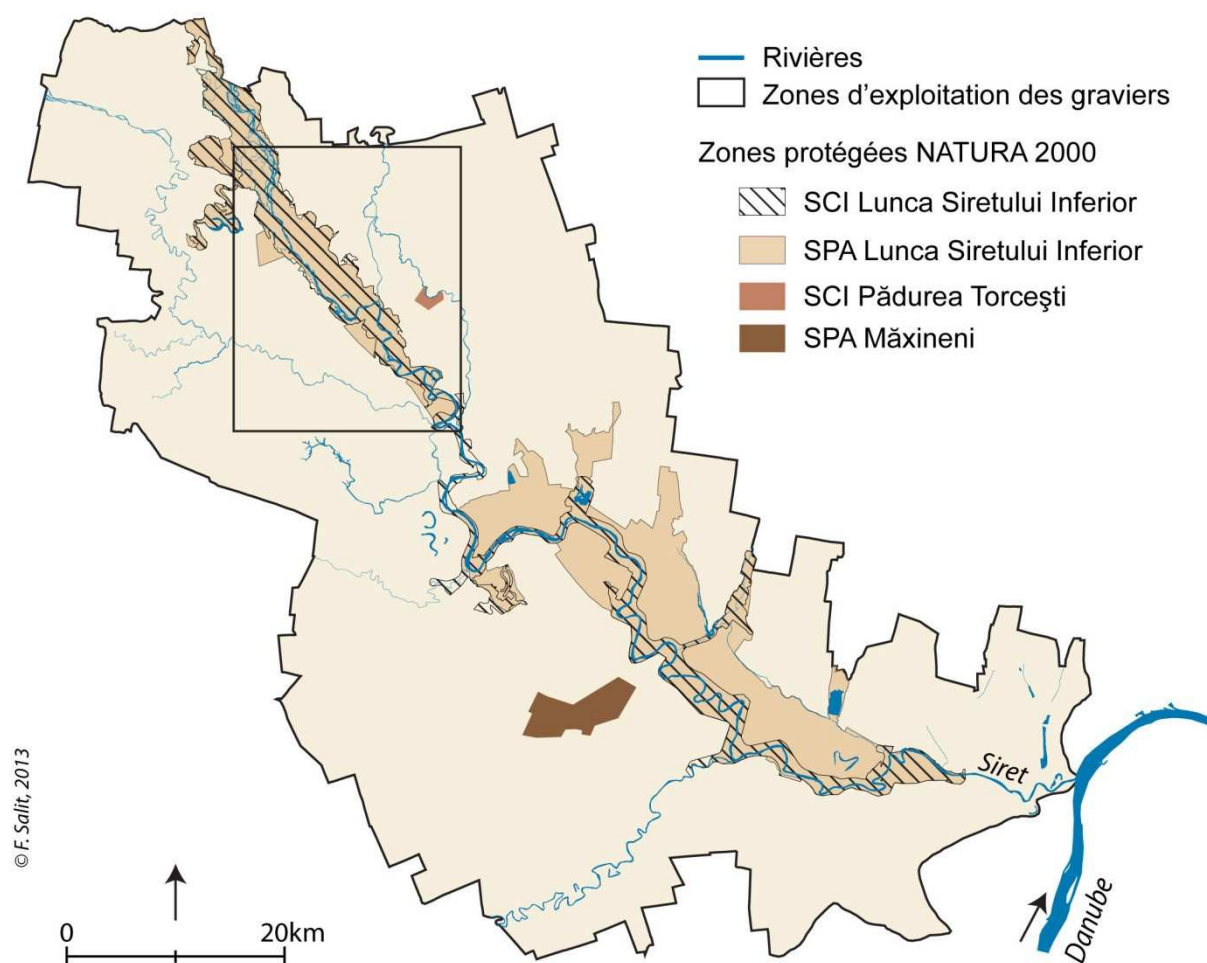 Rivières
Zones d'exploitation des graviers
Zones protégées NATURA 2000
SCI Lunca Siretului Inferior
SPA Lunca Siretului Inferior
SCI Pădurea Torceşti
SPA Măxineni
Siret
Danube
© F. Salit, 2013
0 20km